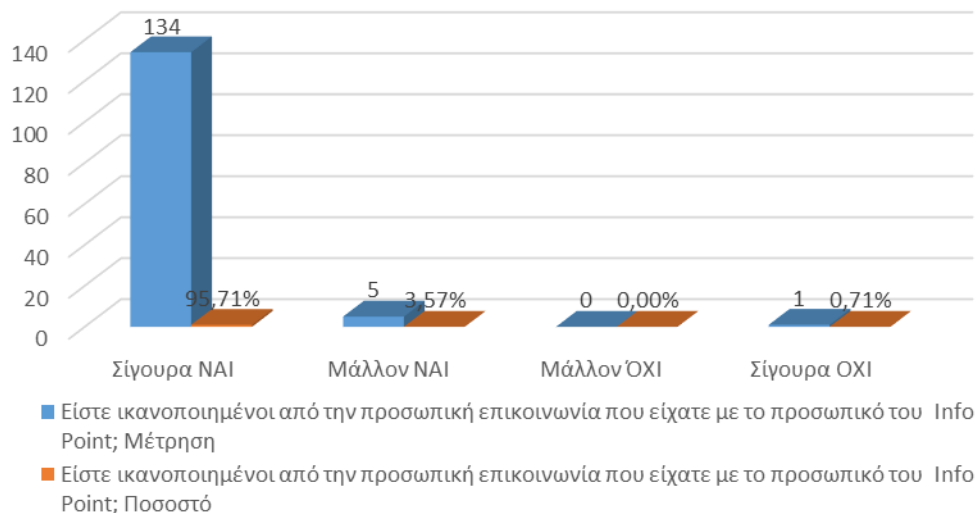 134
140
120
100
80
60
40
20
0
95,71%
5
3,57%
0
0,00%
1
0,71%
Σίγουρα ΝΑΙ
Μάλλον ΝΑΙ
Μάλλον ΌΧΙ
Σίγουρα ΟΧΙ
Είστε ικανοποιημένοι από την προσωπική επικοινωνία που είχατε με το προσωπικό του Info
Point; Μέτρηση
Είστε ικανοποιημένοι από την προσωπική επικοινωνία που είχατε με το προσωπικό του Info
Point; Ποσοστό